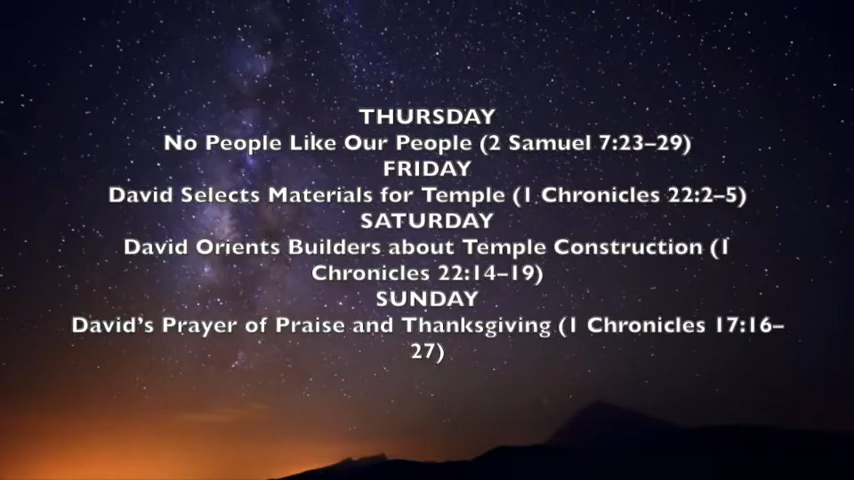 THURSDAY
No People Like Our People (2 Samuel 7:23–29)
FRIDAY
David Selects Materials for Temple (1 Chronicles 22:2–5)
SATURDAY
David Orients Builders about Temple Construction (1
Chronicles 22:14–19)
SUNDAY
David’s Prayer of Praise and Thanksgiving (1 Chronicles 17:16–
27)